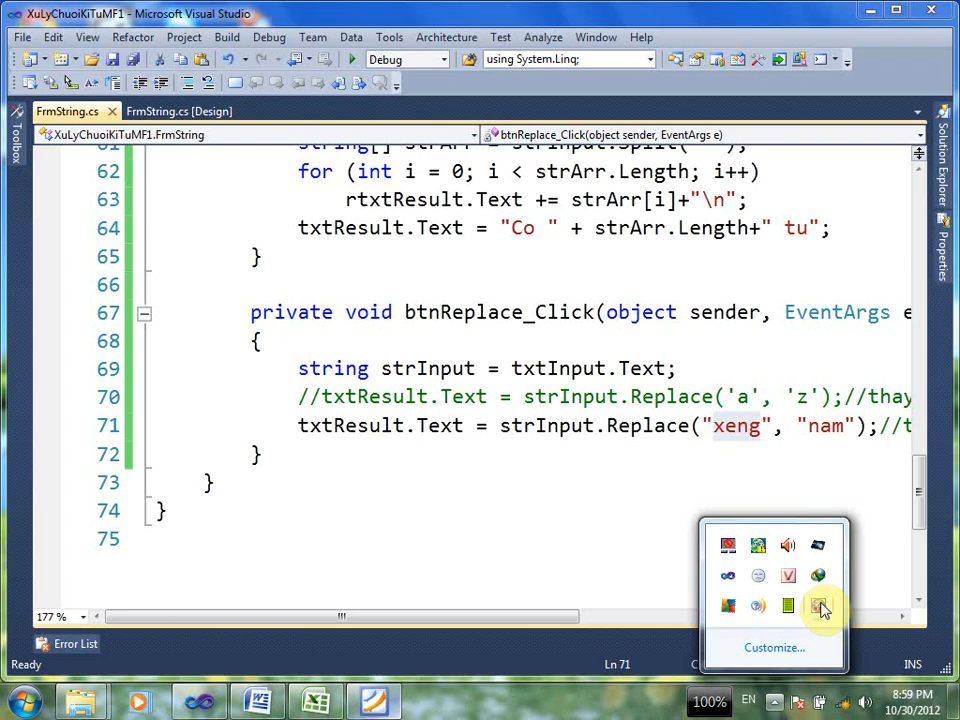 XuLyChuoiKiTuMF1 - Microsoft Visual Studio
File Edit View Refactor Project Build Debug Team Data Tools Architecture Test Analyze Window Help
Debug using System.Linq;
FrmString.cs FrmString.cs [Design]
XuLyChuoiKiTuMF1.FrmString btnReplace_Click(object sender, EventArgs e)
Toolbox
Solution Explorer
Properties
62 for (int i = 0; i < strArr.Length; i++)
63 rtxtResult.Text += strArr[i]+"\n";
64 txtResult.Text = "Co " + strArr.Length+" tu";
65 }
66
67 private void btnReplace_Click(object sender, EventArgs e
68 {
69 string strInput = txtInput.Text;
70 //txtResult.Text = strInput.Replace('a', 'z');//thay
71 txtResult.Text = strInput.Replace("xeng", "nam");//t
72 }
73 }
74 }
75
177 %
Customize...
Error List
Ready Ln 71 INS
100% EN 8:59 PM
10/30/2012